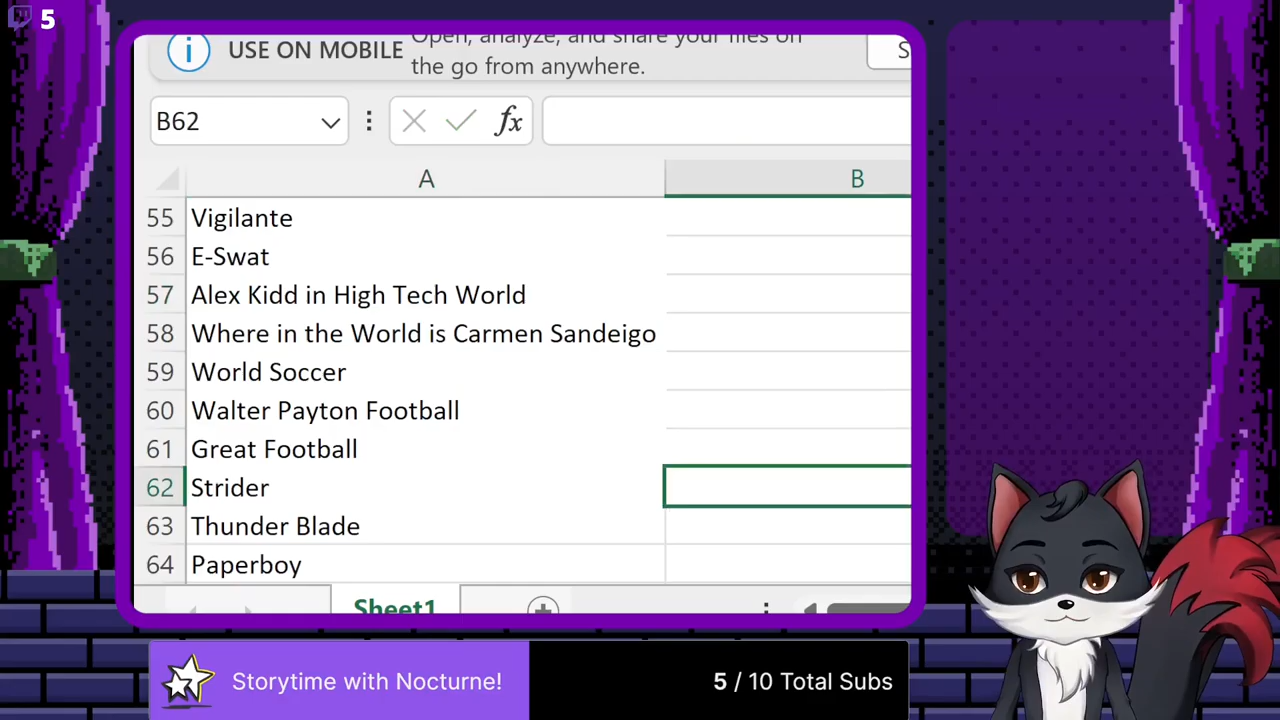 5
USE ON MOBILE Open, analyze, and share your files on
the go from anywhere.
S
B62
fx
A B
55 Vigilante
56 E-Swat
57 Alex Kidd in High Tech World
58 Where in the World is Carmen Sandeigo
59 World Soccer
60 Walter Payton Football
61 Great Football
62 Strider
63 Thunder Blade
64 Paperboy
Sheet1
Storytime with Nocturne! 5 / 10 Total Subs